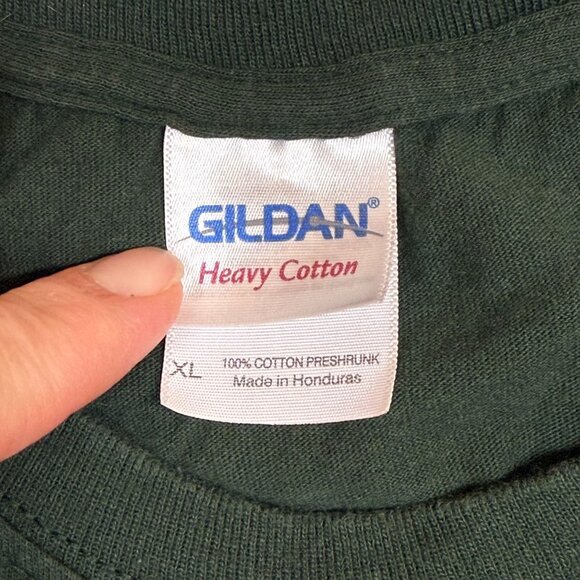 GILDAN®
Heavy Cotton
XL 100% COTTON PRESHRUNK
Made in Honduras